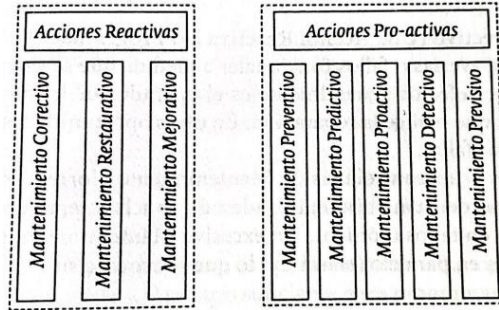 Acciones Reactivas
Mantenimiento Correctivo
Mantenimiento Restaurativo
Mantenimiento Mejorativo
Acciones Pro-activas
Mantenimiento Preventivo
Mantenimiento Predictivo
Mantenimiento Proactivo
Mantenimiento Detectivo
Mantenimiento Previsivo